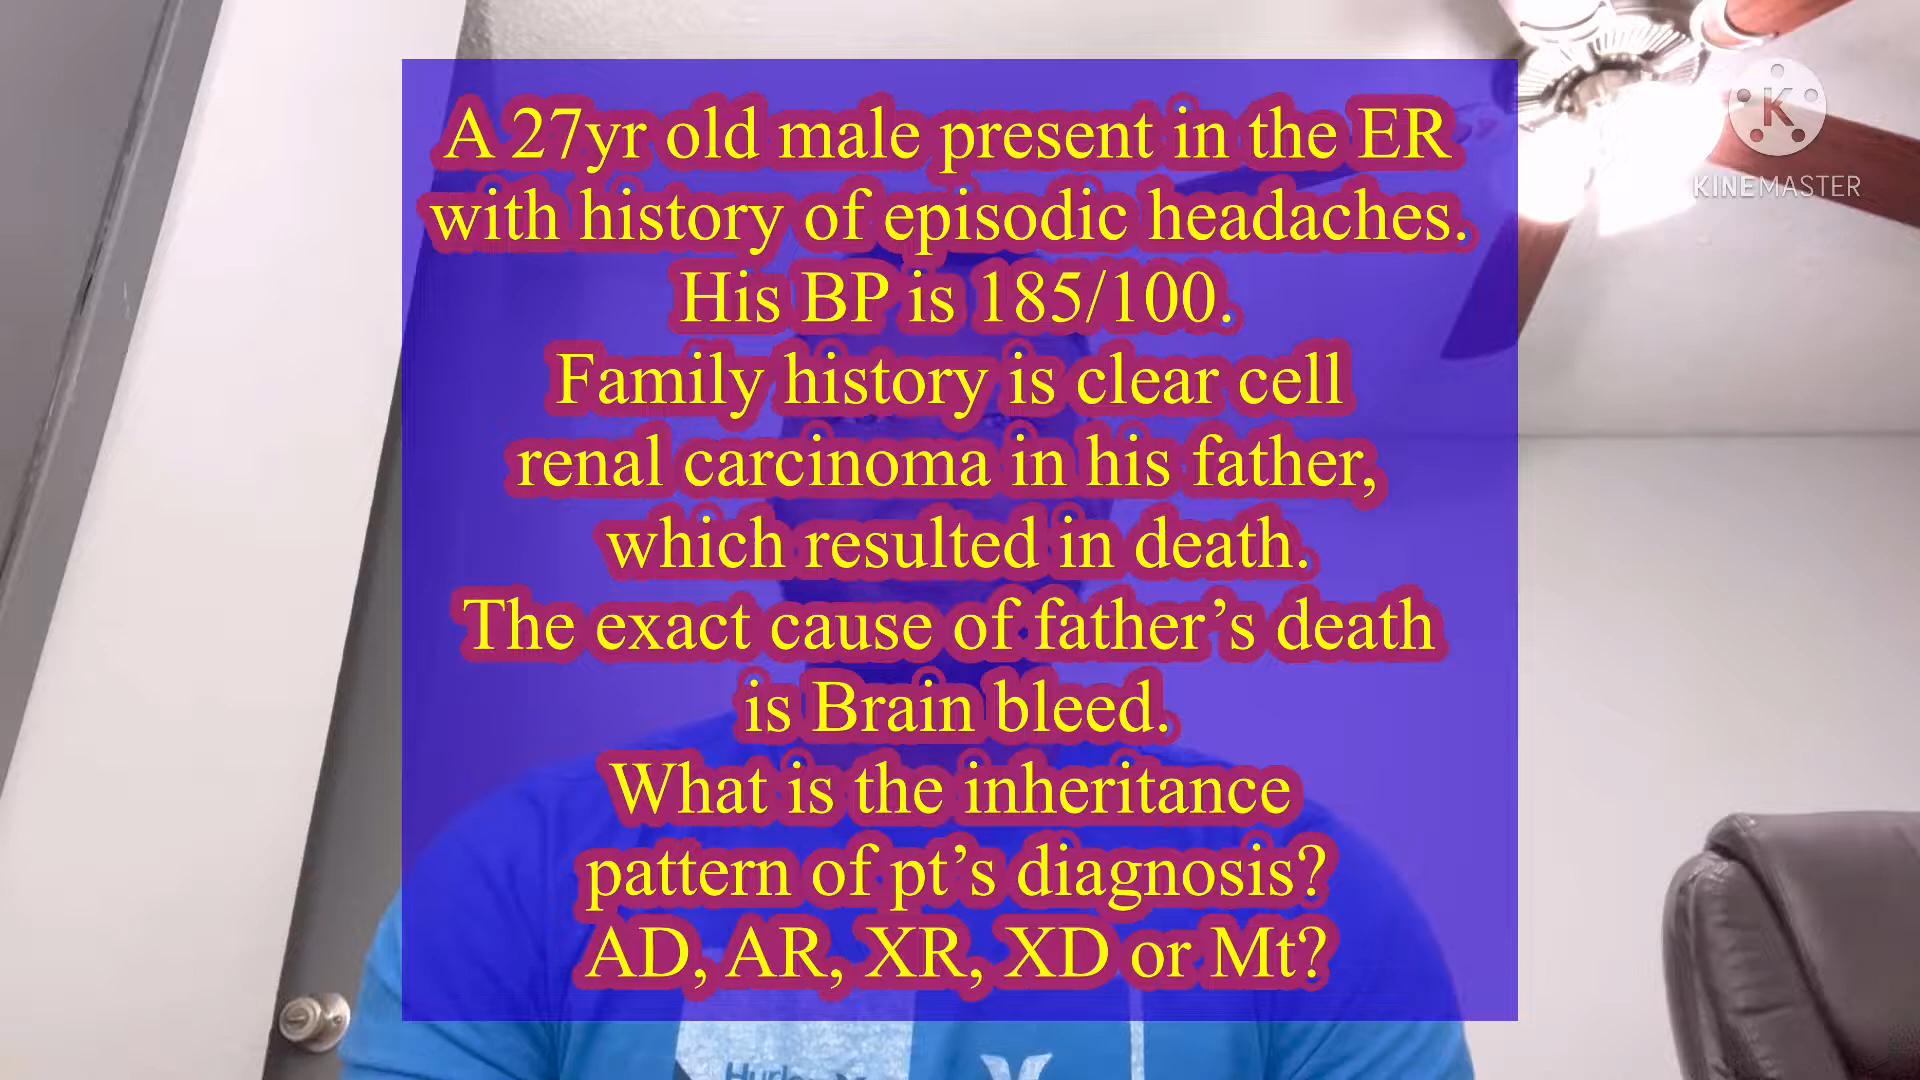 A 27yr old male present in the ER
with history of episodic headaches.
His BP is 185/100.
Family history is clear cell
renal carcinoma in his father,
which resulted in death.
The exact cause of father’s death
is Brain bleed.
What is the inheritance
pattern of pt’s diagnosis?
AD, AR, XR, XD or Mt?
K
KINEMASTER